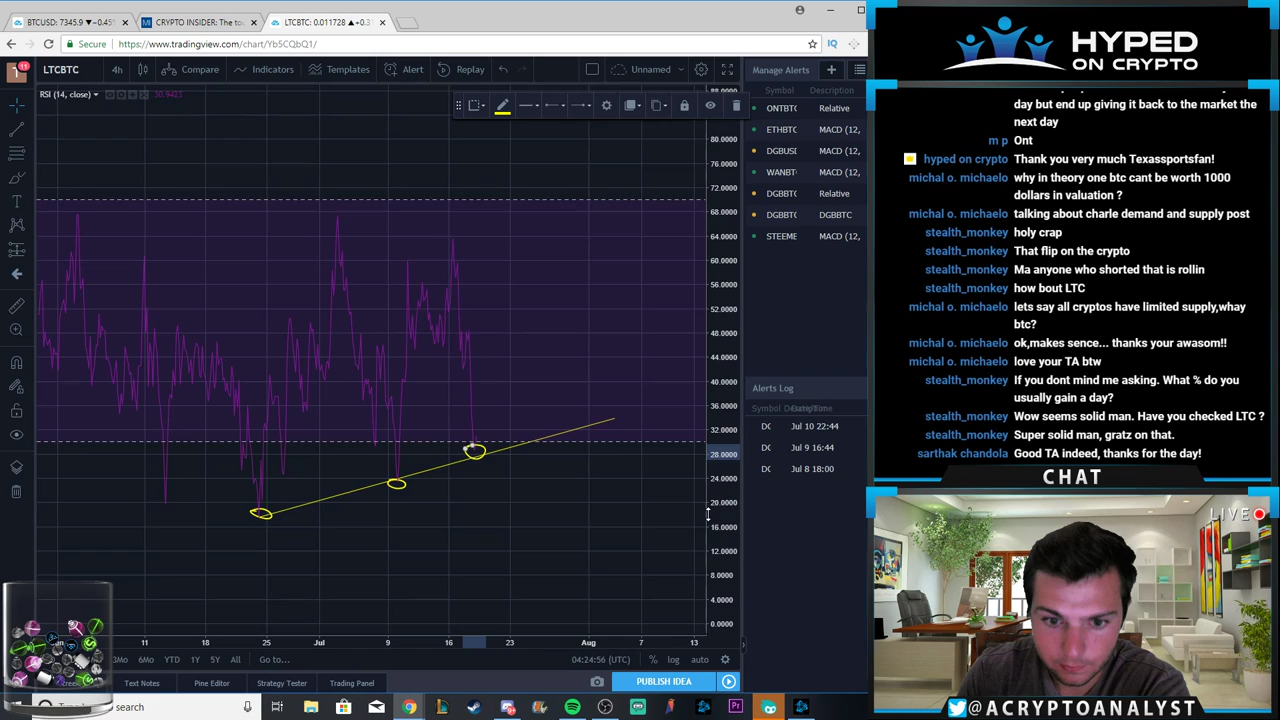 BTCUSD: 7345.9 ▼−0.45%
CRYPTO INSIDER: The to
LTCBTC: 0.011728 ▲+0.3
Secure
https://www.tradingview.com/chart/Yb5CQbQ1/
IQ
11
LTCBTC
4h
Compare
Indicators
Templates
Alert
Replay
Unnamed
Manage Alerts
RSI (14, close)
30.9423
Symbol
Description
ONTBTC
Relative
ETHBTC
MACD (12,
DGBUSD
MACD (12,
WANBT
MACD (12,
DGBBTC
Relative
DGBBTC
DGBBTC
STEEME
MACD (12,
80.0000
76.0000
72.0000
68.0000
64.0000
60.0000
56.0000
52.0000
48.0000
44.0000
40.0000
36.0000
32.0000
28.0000
24.0000
20.0000
16.0000
12.0000
8.0000
4.0000
0.0000
Alerts Log
Symbol
Jul 10 22:44
Jul 9 16:44
Jul 8 18:00
11
18
25
Jul
9
16
23
Aug
7
13
3Mo
6Mo
YTD
1Y
5Y
All
Go to...
04:24:56 (UTC)
%
log
auto
Text Notes
Pine Editor
Strategy Tester
Trading Panel
PUBLISH IDEA
HYPED
ON CRYPTO
day but end up giving it back to the market the
next day
m p Ont
hyped on crypto Thank you very much Texassportsfan!
michal o. michaelo why in theory one btc cant be worth 1000
dollars in valuation ?
michal o. michaelo talking about charle demand and supply post
stealth_monkey holy crap
stealth_monkey That flip on the crypto
stealth_monkey Ma anyone who shorted that is rollin
stealth_monkey how bout LTC
michal o. michaelo lets say all cryptos have limited supply,whay
btc?
michal o. michaelo ok,makes sence... thanks your awasom!!
michal o. michaelo love your TA btw
stealth_monkey If you dont mind me asking. What % do you
usually gain a day?
stealth_monkey Wow seems solid man. Have you checked LTC ?
stealth_monkey Super solid man, gratz on that.
sarthak chandola Good TA indeed, thanks for the day!
CHAT
LIVE
@ACRYPTOANALYST